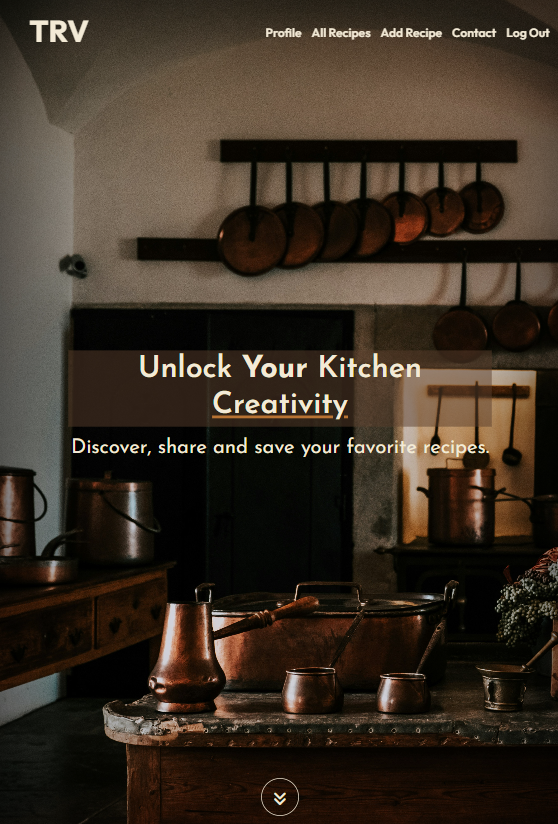 TRV
Profile All Recipes Add Recipe Contact Log Out
Unlock Your Kitchen
Creativity
Discover, share and save your favorite recipes.